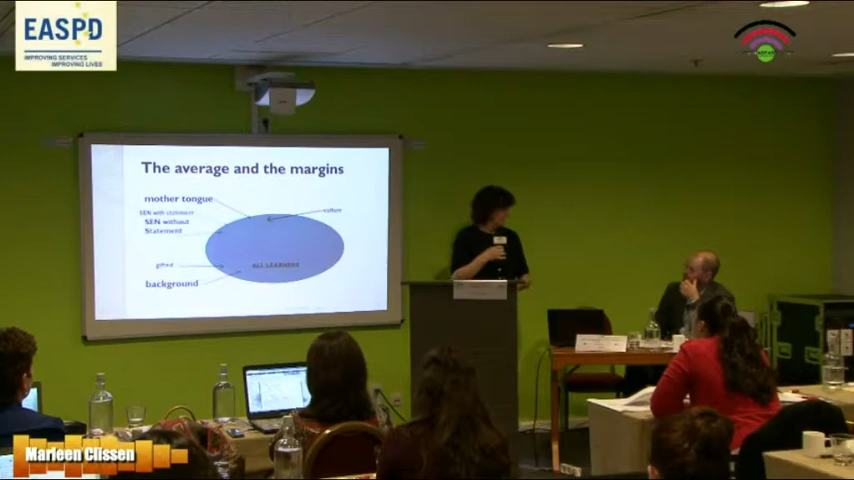 EASPD
IMPROVING SERVICES
IMPROVING LIVES
The average and the margins
mother tongue
SEN with statement
culture
SEN without
Statement
gifted
ALL LEARNERS
background
Marleen Clissen